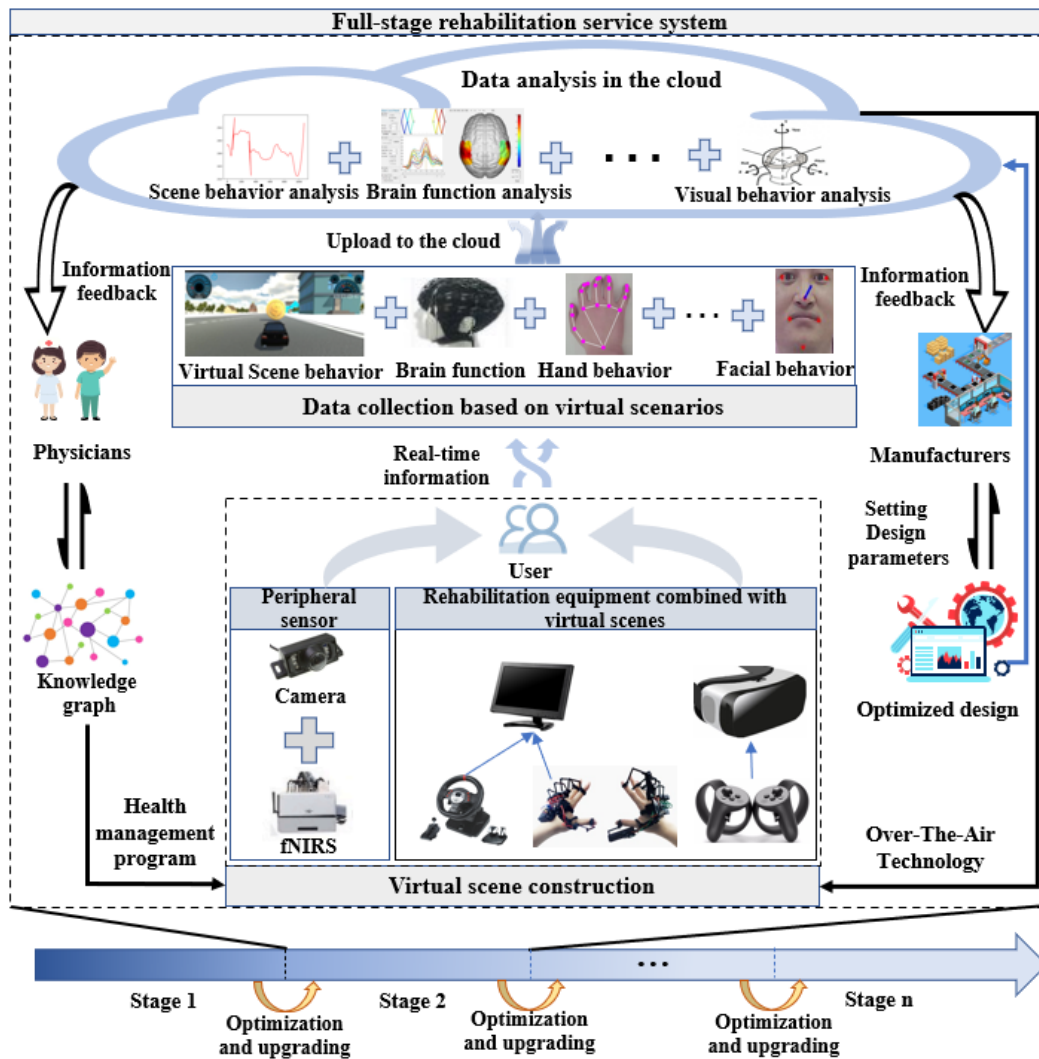 Full-stage rehabilitation service system
Data analysis in the cloud
Scene behavior analysis
Brain function analysis
Visual behavior analysis
Upload to the cloud
Information
feedback
Information
feedback
Virtual Scene behavior
Brain function
Hand behavior
Facial behavior
Data collection based on virtual scenarios
Physicians
Real-time
information
Manufacturers
Setting
Design
parameters
User
Peripheral
sensor
Rehabilitation equipment combined with
virtual scenes
Camera
fNIRS
Knowledge
graph
Optimized design
Health
management
program
Over-The-Air
Technology
Virtual scene construction
Stage 1
Stage 2
Stage n
Optimization
and upgrading
Optimization
and upgrading
Optimization
and upgrading